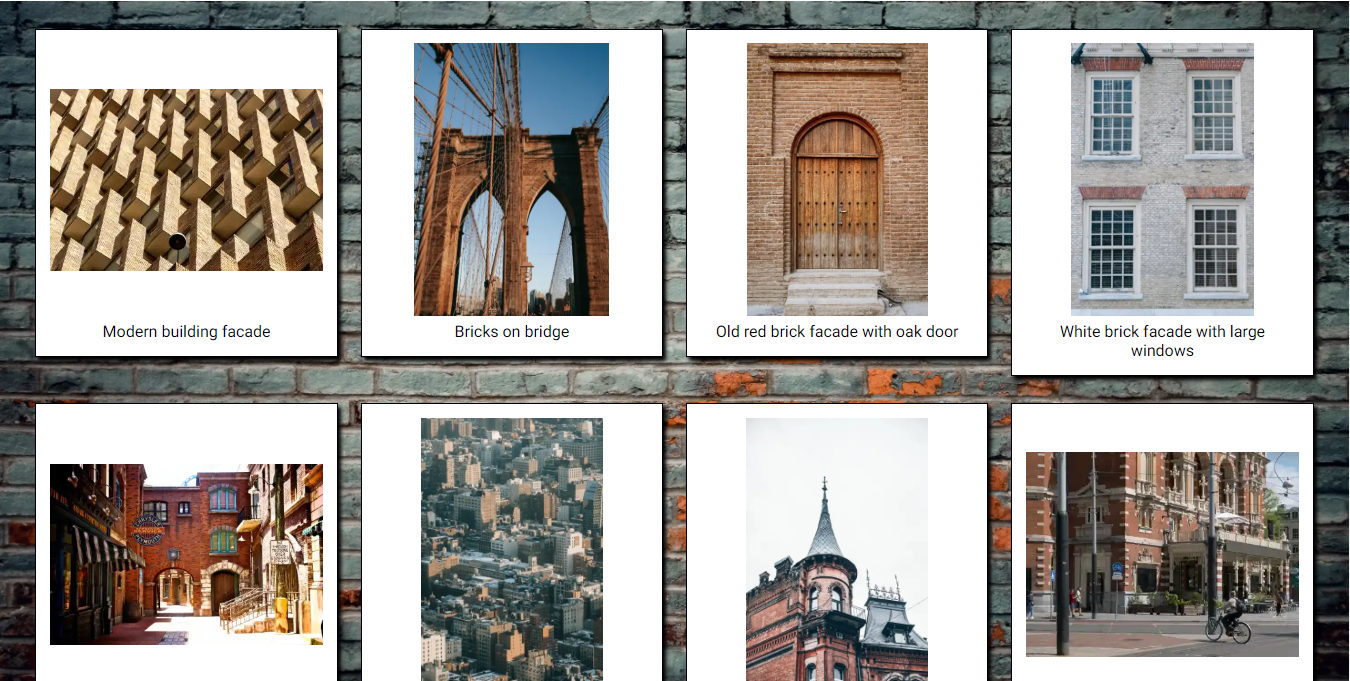 Modern building facade
Bricks on bridge
Old red brick facade with oak door
White brick facade with large
windows